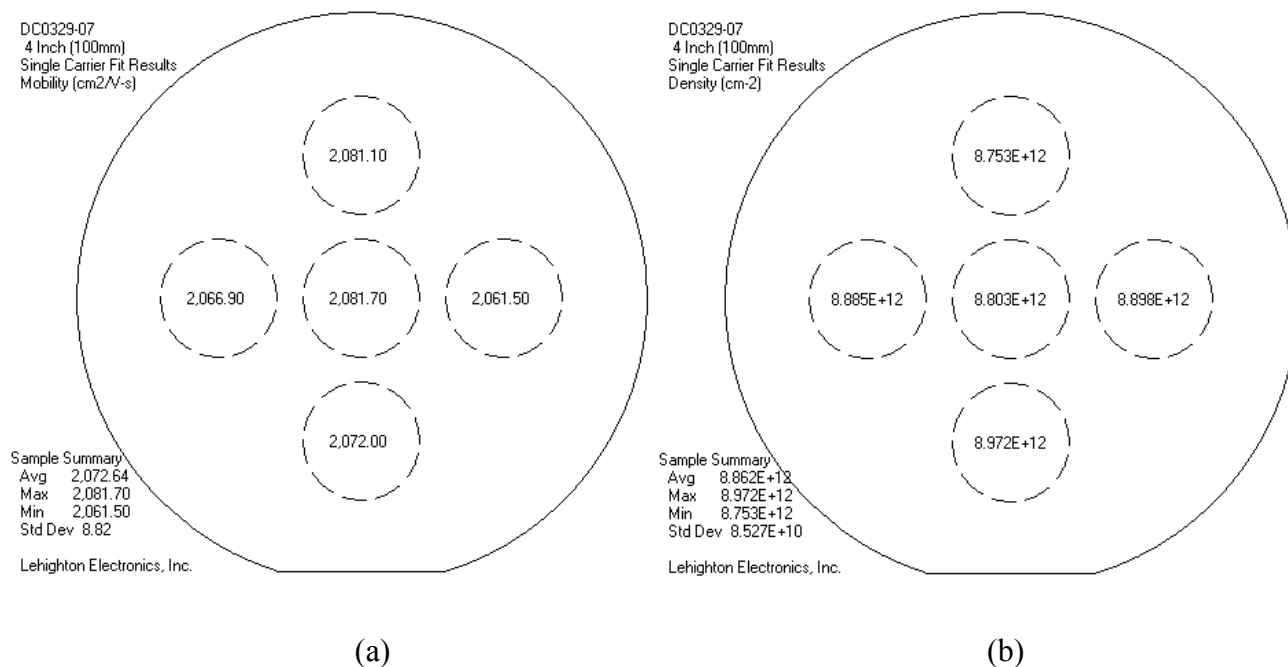 DC0329-07
4 Inch (100mm)
Single Carrier Fit Results
Mobility (cm2/V-s)
2,081.10
2,066.90
2,081.70
2,061.50
2,072.00
Sample Summary
Avg 2,072.64
Max 2,081.70
Min 2,061.50
Std Dev 8.82
Lehighton Electronics, Inc.
(a)
DC0329-07
4 Inch (100mm)
Single Carrier Fit Results
Density (cm-2)
8.753E+12
8.885E+12
8.803E+12
8.898E+12
8.972E+12
Sample Summary
Avg 8.862E+12
Max 8.972E+12
Min 8.753E+12
Std Dev 8.527E+10
Lehighton Electronics, Inc.
(b)